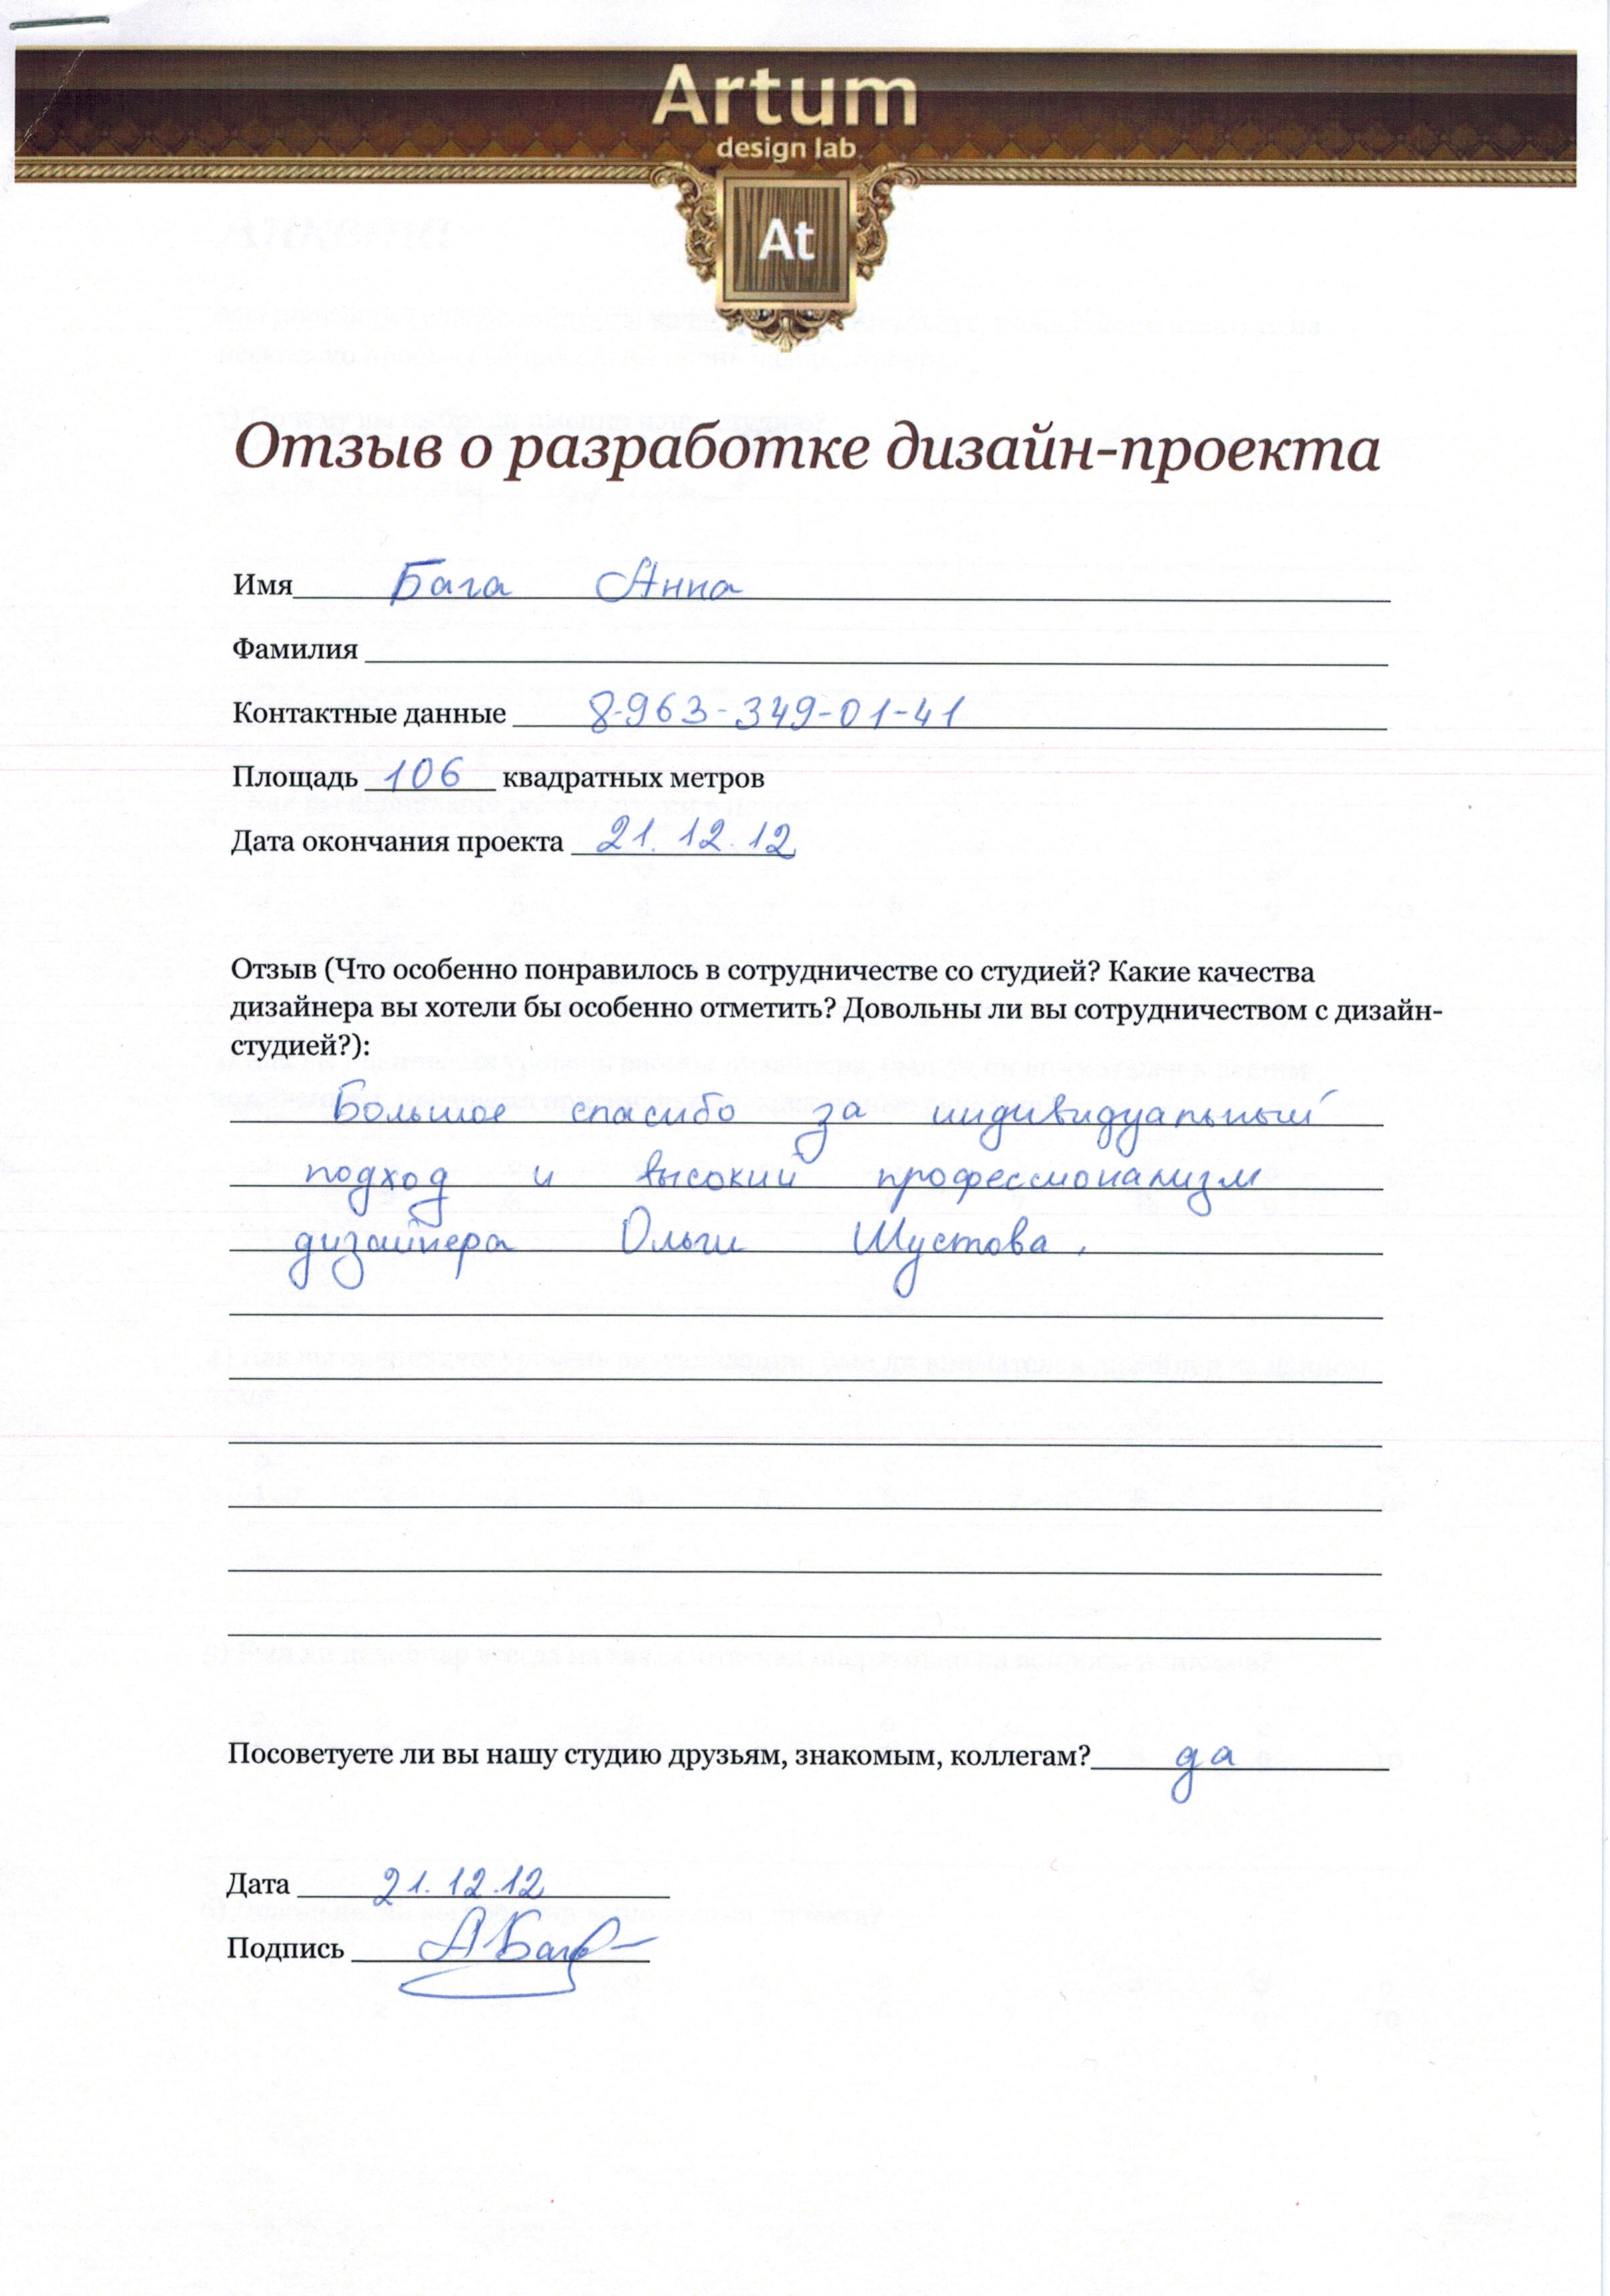 Artum
design lab
At
Отзыв о разработке дизайн-проекта
Имя Бага Анна
Фамилия
Контактные данные 8-963-349-01-41
Площадь 106 квадратных метров
Дата окончания проекта 21.12.12
Отзыв (Что особенно понравилось в сотрудничестве со студией? Какие качества
дизайнера вы хотели бы особенно отметить? Довольны ли вы сотрудничеством с дизайн-
студией?):
Большое спасибо за индивидуальный
подход и высокий профессионализм
дизайнера Ольги Шустова.
Посоветуете ли вы нашу студию друзьям, знакомым, коллегам? да
Дата 21.12.12
Подпись АБага